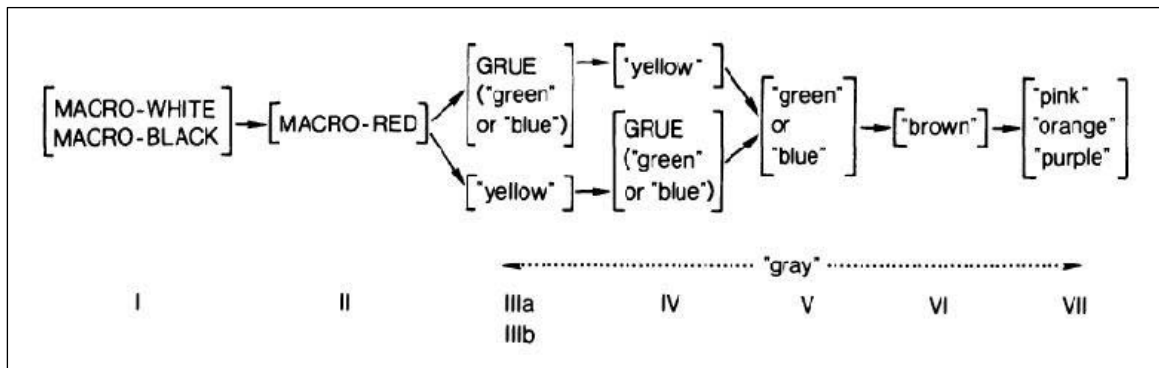 MACRO-WHITE
MACRO-BLACK
MACRO-RED
GRUE
("green"
or "blue")
"yellow"
"yellow"
GRUE
("green"
or "blue")
"green"
or
"blue"
"brown"
"pink"
"orange"
"purple"
"gray"
I II IIIa IV V VI VII
IIIb